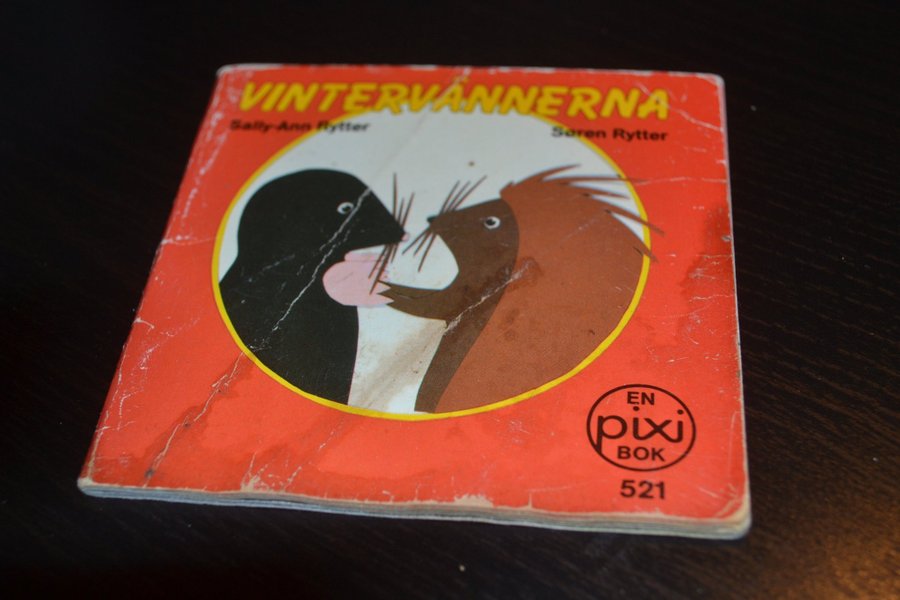 VINTERVÄNNERNA
Sally-Ann Rytter
Søren Rytter
EN
pixi
BOK
521